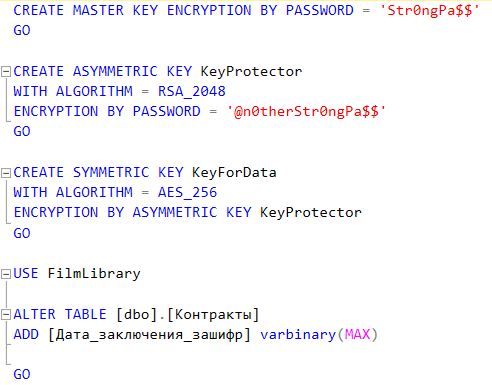 CREATE MASTER KEY ENCRYPTION BY PASSWORD = 'Str0ngPa$$'
GO
CREATE ASYMMETRIC KEY KeyProtector
WITH ALGORITHM = RSA_2048
ENCRYPTION BY PASSWORD = '@n0therStr0ngPa$$'
GO
CREATE SYMMETRIC KEY KeyForData
WITH ALGORITHM = AES_256
ENCRYPTION BY ASYMMETRIC KEY KeyProtector
GO
USE FilmLibrary
ALTER TABLE [dbo].[Контракты]
ADD [Дата_заключения_зашифр] varbinary(MAX)
GO